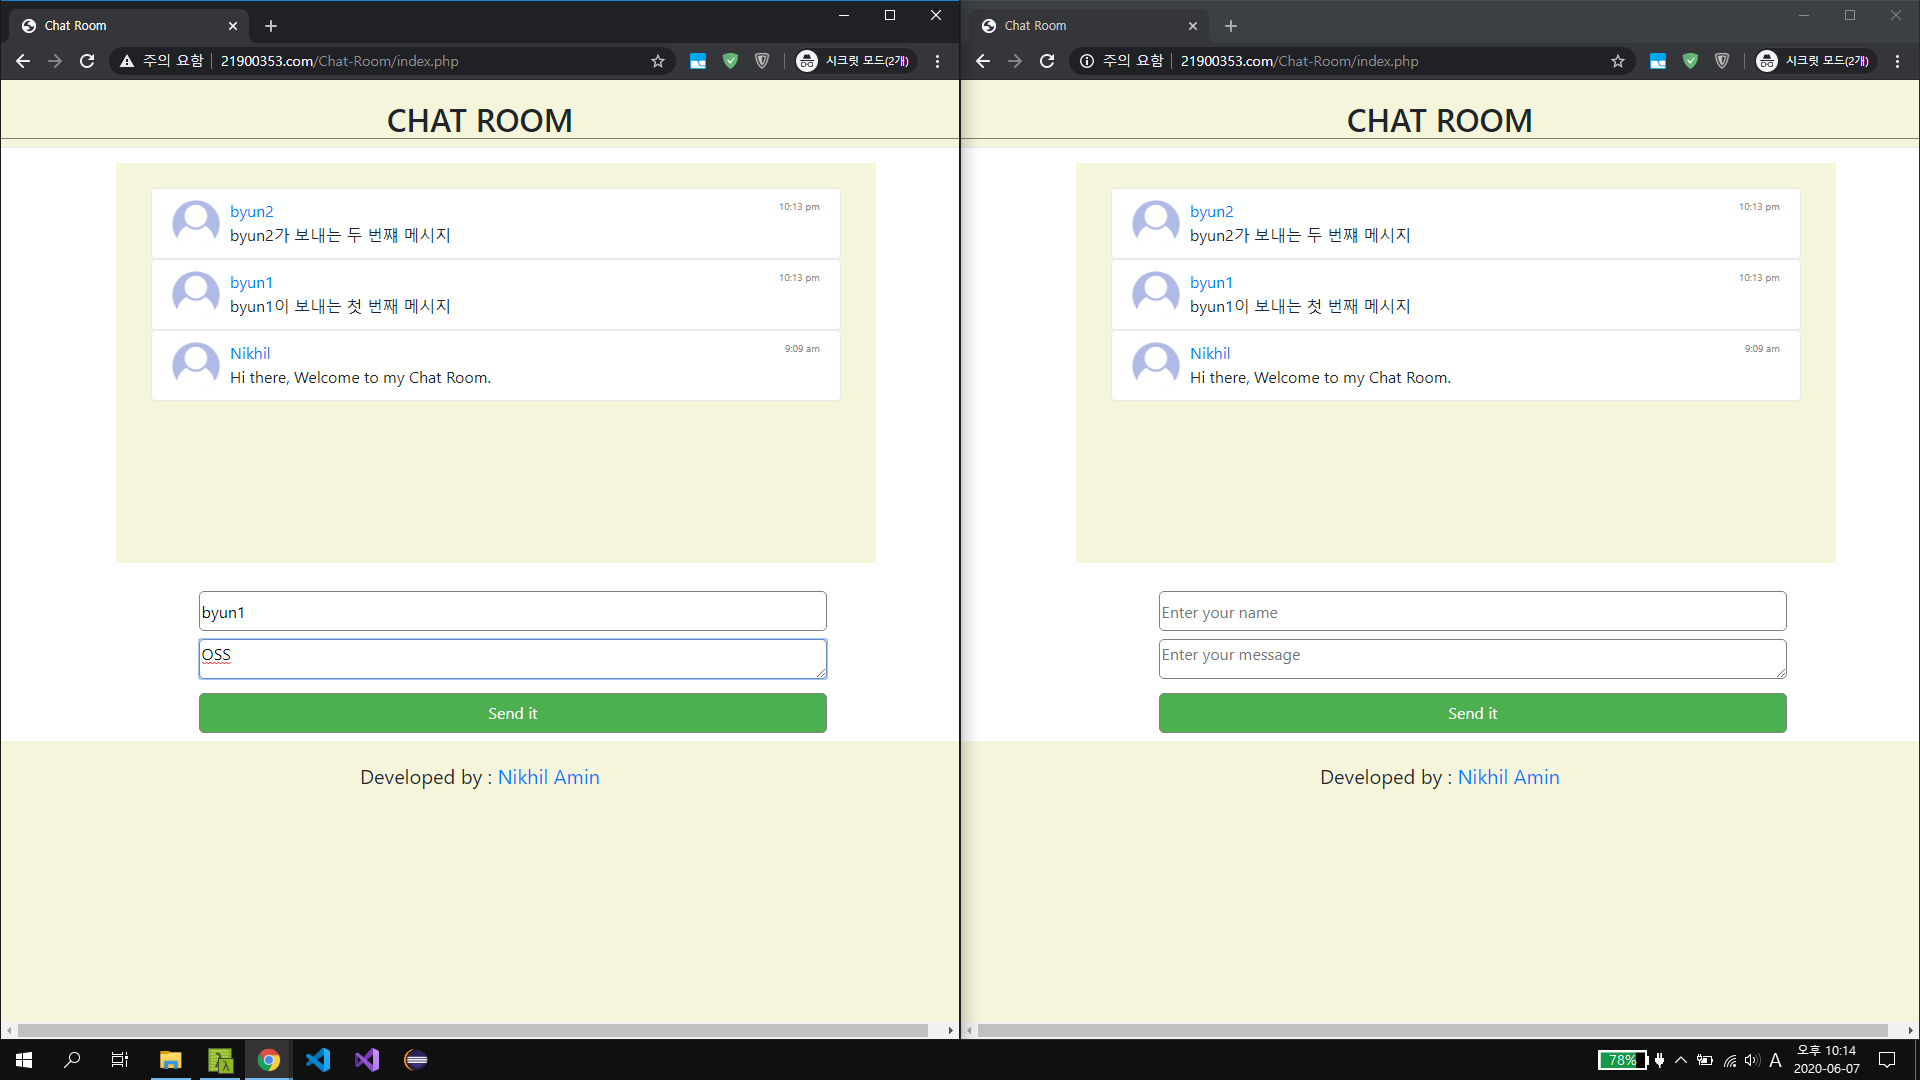 Chat Room
주의 요함 21900353.com/Chat-Room/index.php 시크릿 모드(2개)
CHAT ROOM
byun2 10:13 pm
byun2가 보내는 두 번쨰 메시지
byun1 10:13 pm
byun1이 보내는 첫 번째 메시지
Nikhil 9:09 am
Hi there, Welcome to my Chat Room.
byun1
OSS
Send it
Developed by : Nikhil Amin
Chat Room
주의 요함 21900353.com/Chat-Room/index.php 시크릿 모드(2개)
CHAT ROOM
byun2 10:13 pm
byun2가 보내는 두 번쨰 메시지
byun1 10:13 pm
byun1이 보내는 첫 번째 메시지
Nikhil 9:09 am
Hi there, Welcome to my Chat Room.
Enter your name
Enter your message
Send it
Developed by : Nikhil Amin
78% A 오후 10:14
2020-06-07